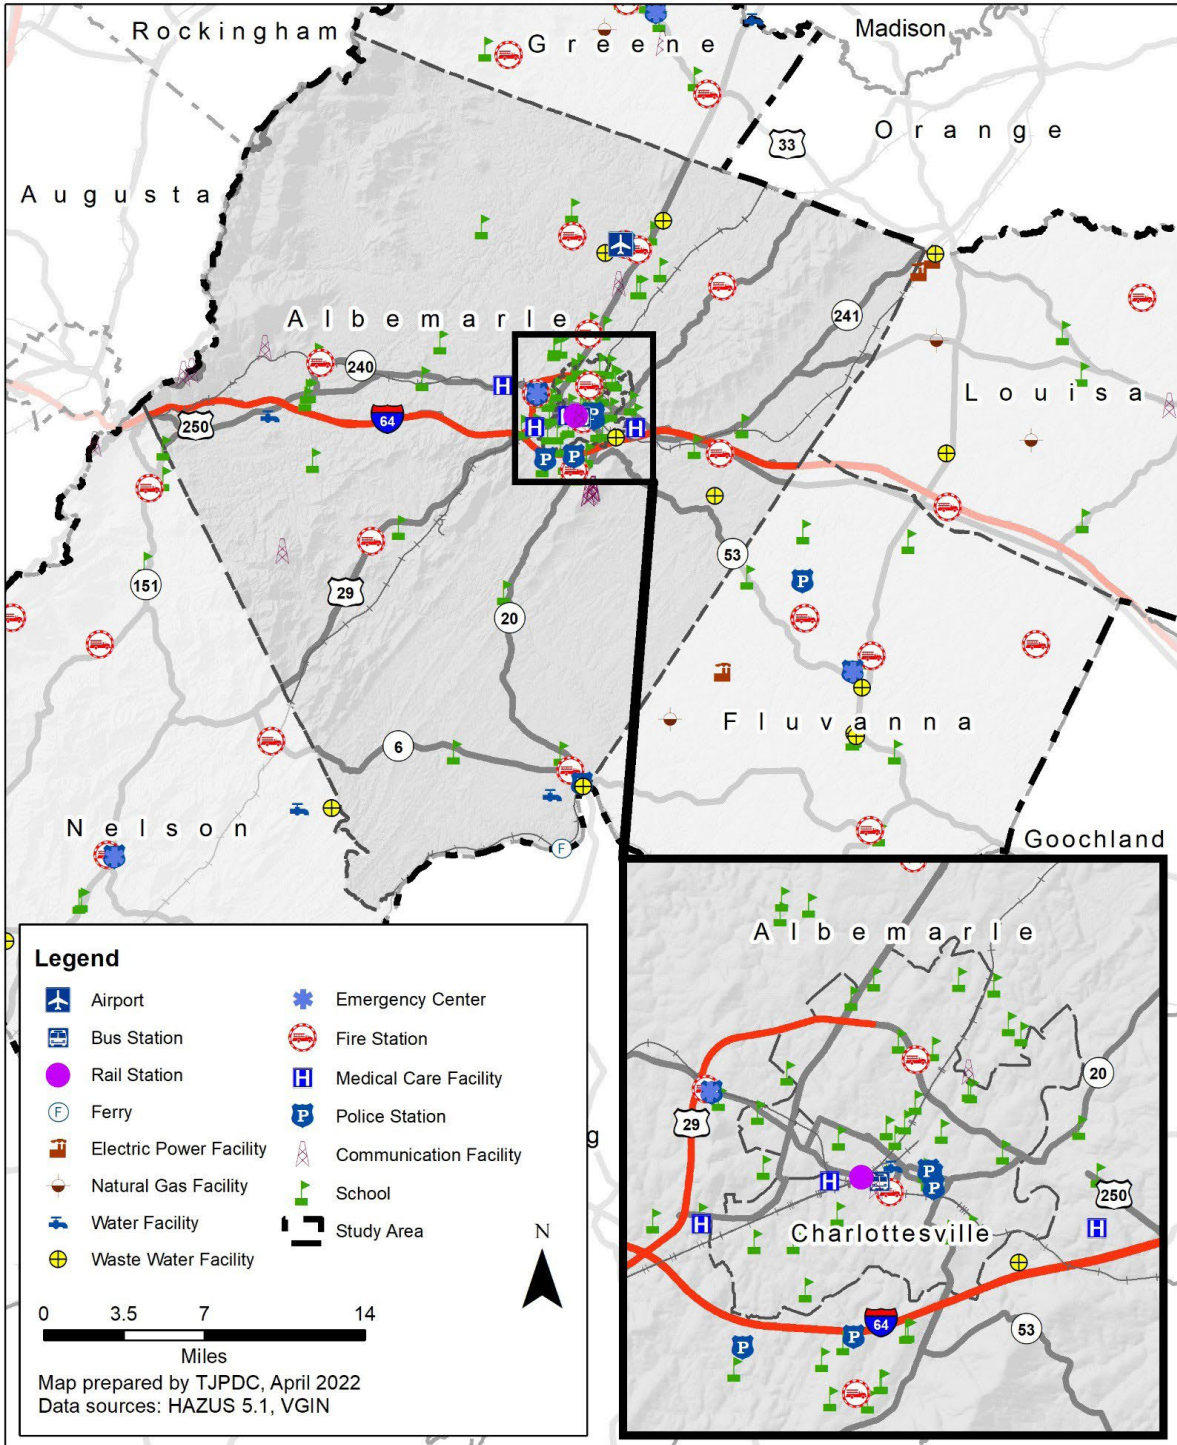 Rockingham
Greene
Madison
Orange
33
Augusta
Albemarle
241
240
Louisa
250
64
53
151
29
20
6
Fluvanna
Nelson
Goochland
F
Albemarle
20
29
250
Charlottesville
64
53
Legend
Airport
Bus Station
Rail Station
F Ferry
Electric Power Facility
Natural Gas Facility
Water Facility
Waste Water Facility
Emergency Center
Fire Station
H Medical Care Facility
P Police Station
Communication Facility
School
Study Area
g
N
0 3.5 7 14
Miles
Map prepared by TJPDC, April 2022
Data sources: HAZUS 5.1, VGIN